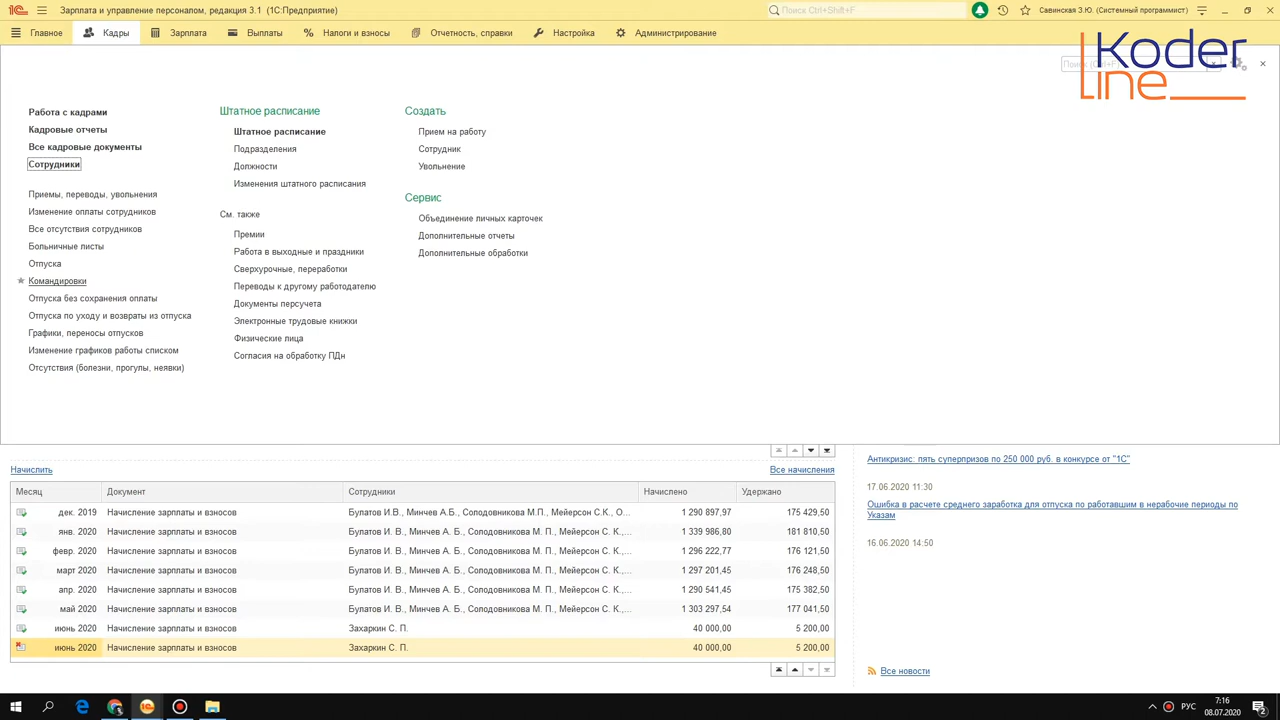 Зарплата и управление персоналом, редакция 3.1 (1С:Предприятие)
Поиск Ctrl+Shift+F
Савинская З.Ю. (Системный программист)
Главное
Кадры
Зарплата
Выплаты
Налоги и взносы
Отчетность, справки
Настройка
Администрирование
Поиск (Ctrl+F)
Koder
line
Работа с кадрами
Кадровые отчеты
Все кадровые документы
Сотрудники
Приемы, переводы, увольнения
Изменение оплаты сотрудников
Все отсутствия сотрудников
Больничные листы
Отпуска
Командировки
Отпуска без сохранения оплаты
Отпуска по уходу и возвраты из отпуска
Графики, переносы отпусков
Изменение графиков работы списком
Отсутствия (болезни, прогулы, неявки)
Штатное расписание
Штатное расписание
Подразделения
Должности
Изменения штатного расписания
См. также
Премии
Работа в выходные и праздники
Сверхурочные, переработки
Переводы к другому работодателю
Документы персучета
Электронные трудовые книжки
Физические лица
Согласия на обработку ПДн
Создать
Прием на работу
Сотрудник
Увольнение
Сервис
Объединение личных карточек
Дополнительные отчеты
Дополнительные обработки
Начислить
Все начисления
Месяц Документ Сотрудники Начислено Удержано
дек. 2019 Начисление зарплаты и взносов Булатов И.В., Минчев А.Б., Солодовникова М.П., Мейерсон С.К., О... 1 290 897,97 175 429,50
янв. 2020 Начисление зарплаты и взносов Булатов И. В., Минчев А. Б., Солодовникова М. П., Мейерсон С. К.,... 1 339 986,80 181 810,50
февр. 2020 Начисление зарплаты и взносов Булатов И. В., Минчев А. Б., Солодовникова М. П., Мейерсон С. К.,... 1 296 222,77 176 121,50
март 2020 Начисление зарплаты и взносов Булатов И. В., Минчев А. Б., Солодовникова М. П., Мейерсон С. К.,... 1 297 201,45 176 248,50
апр. 2020 Начисление зарплаты и взносов Булатов И. В., Минчев А. Б., Солодовникова М. П., Мейерсон С. К.,... 1 290 541,45 175 382,50
май 2020 Начисление зарплаты и взносов Булатов И. В., Минчев А. Б., Солодовникова М. П., Мейерсон С. К.,... 1 303 297,54 177 041,50
июнь 2020 Начисление зарплаты и взносов Захаркин С. П. 40 000,00 5 200,00
июнь 2020 Начисление зарплаты и взносов Захаркин С. П. 40 000,00 5 200,00
Антикризис: пять суперпризов по 250 000 руб. в конкурсе от "1С"
17.06.2020 11:30
Ошибка в расчете среднего заработка для отпуска по работавшим в нерабочие периоды по
Указам
16.06.2020 14:50
Все новости
РУС
7:16
08.07.2020
2